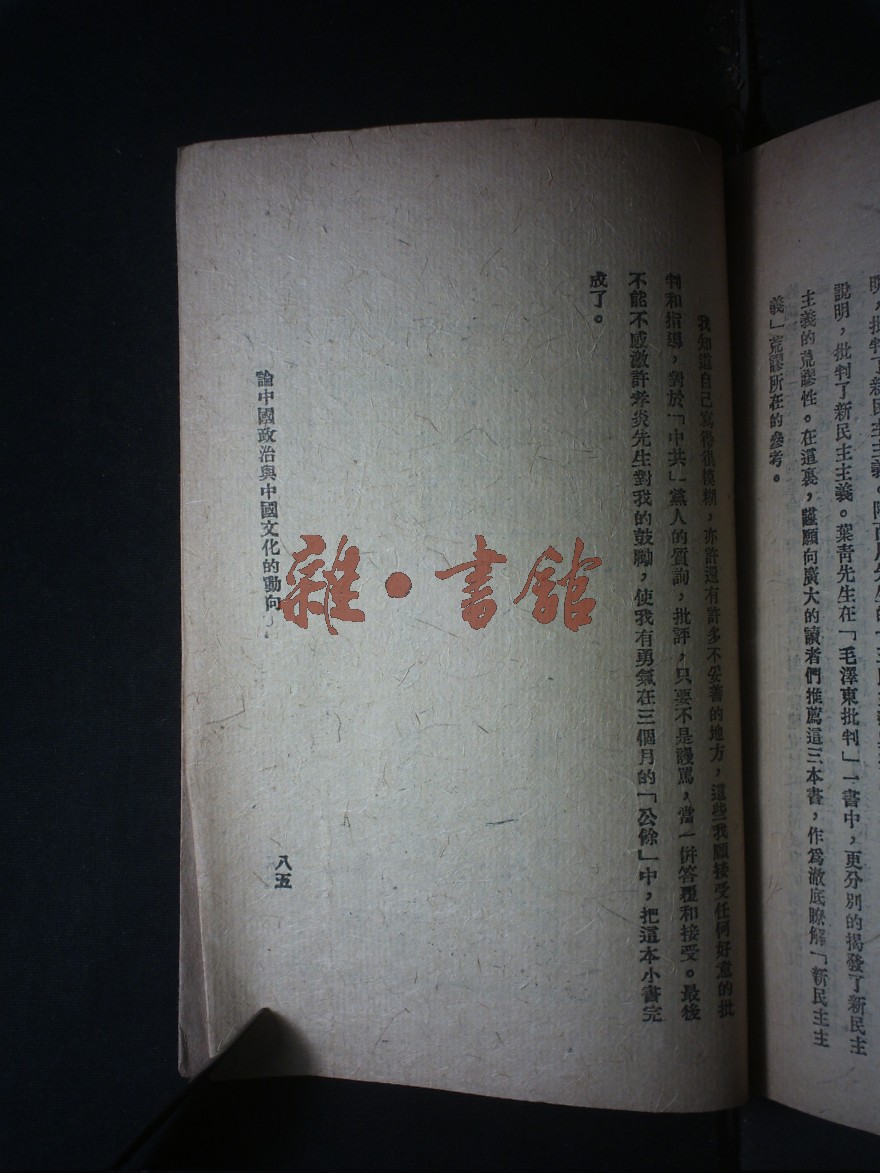 說明，批判了新民主主義。葉青先生在「毛澤東批判」一書中，更分別的揭發了新民主
主義的荒謬性。在這裏，謹願向廣大的讀者們推薦這三本書，作爲澈底瞭解「新民主主
義」荒謬所在的參考。
我知道自己寫得很模糊，亦許還有許多不妥善的地方，這些我願接受任何好意的批
判和指導，對於「中共」黨人的質詢，批評，只要不是謾駡，當一併答覆和接受。最後
不能不感激許孝炎先生對我的鼓勵，使我有勇氣在三個月的「公餘」中，把這本小書完
成了。
論中國政治與中國文化的動向
八五
雜·書館